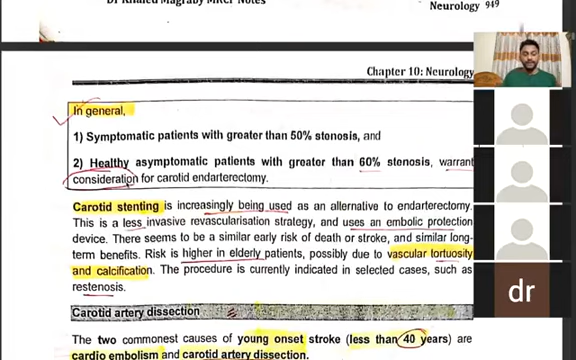 Dr Khaled Magraby MRCP Notes
Neurology 949
Chapter 10: Neurology
In general,
1) Symptomatic patients with greater than 50% stenosis, and
2) Healthy asymptomatic patients with greater than 60% stenosis, warrant
consideration for carotid endarterectomy.
Carotid stenting is increasingly being used as an alternative to endarterectomy.
This is a less invasive revascularisation strategy, and uses an embolic protection
device. There seems to be a similar early risk of death or stroke, and similar long-
term benefits. Risk is higher in elderly patients, possibly due to vascular tortuosity
and calcification. The procedure is currently indicated in selected cases, such as
restenosis.
Carotid artery dissection
The two commonest causes of young onset stroke (less than 40 years) are
cardio embolism and carotid artery dissection.
dr